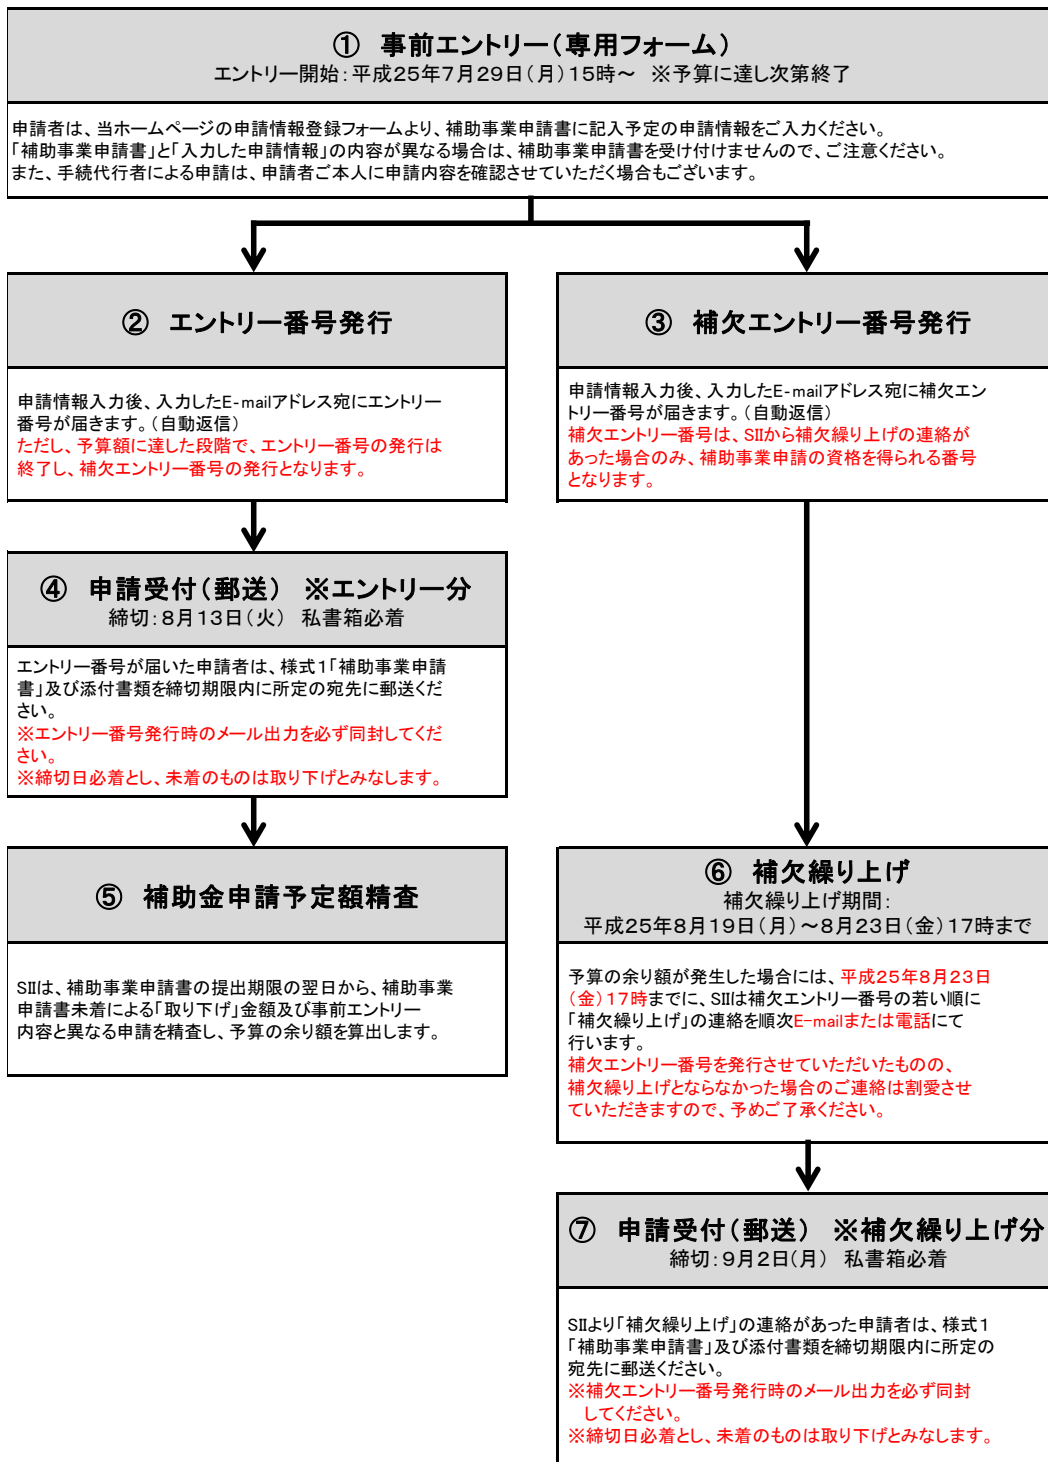 ① 事前エントリー(専用フォーム)
エントリー開始:平成25年7月29日(月)15時～ ※予算に達し次第終了
申請者は、当ホームページの申請情報登録フォームより、補助事業申請書に記入予定の申請情報をご入力ください。
「補助事業申請書」と「入力した申請情報」の内容が異なる場合は、補助事業申請書を受け付けませんので、ご注意ください。
また、手続代行者による申請は、申請者ご本人に申請内容を確認させていただく場合もございます。
② エントリー番号発行
申請情報入力後、入力したE-mailアドレス宛にエントリー
番号が届きます。(自動返信)
ただし、予算額に達した段階で、エントリー番号の発行は
終了し、補欠エントリー番号の発行となります。
③ 補欠エントリー番号発行
申請情報入力後、入力したE-mailアドレス宛に補欠エン
トリー番号が届きます。(自動返信)
補欠エントリー番号は、SIIから補欠繰り上げの連絡が
あった場合のみ、補助事業申請の資格を得られる番号
となります。
④ 申請受付(郵送) ※エントリー分
締切:8月13日(火) 私書箱必着
エントリー番号が届いた申請者は、様式1「補助事業申請
書」及び添付書類を締切期限内に所定の宛先に郵送くだ
さい。
※エントリー番号発行時のメール出力を必ず同封してくだ
さい。
※締切日必着とし、未着のものは取り下げとみなします。
⑤ 補助金申請予定額精査
SIIは、補助事業申請書の提出期限の翌日から、補助事業
申請書未着による「取り下げ」金額及び事前エントリー
内容と異なる申請を精査し、予算の余り額を算出します。
⑥ 補欠繰り上げ
補欠繰り上げ期間:
平成25年8月19日(月)～8月23日(金)17時まで
予算の余り額が発生した場合には、平成25年8月23日
(金)17時までに、SIIは補欠エントリー番号の若い順に
「補欠繰り上げ」の連絡を順次E-mailまたは電話にて
行います。
補欠エントリー番号を発行させていただいたものの、
補欠繰り上げとならなかった場合のご連絡は割愛させ
ていただきますので、予めご了承ください。
⑦ 申請受付(郵送) ※補欠繰り上げ分
締切:9月2日(月) 私書箱必着
SIIより「補欠繰り上げ」の連絡があった申請者は、様式1
「補助事業申請書」及び添付書類を締切期限内に所定の
宛先に郵送ください。
※補欠エントリー番号発行時のメール出力を必ず同封
してください。
※締切日必着とし、未着のものは取り下げとみなします。